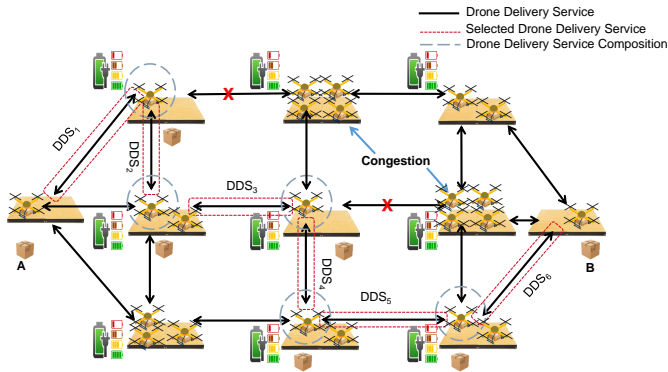 Drone Delivery Service
Selected Drone Delivery Service
Drone Delivery Service Composition
X
DDS1
DDS2
Congestion
DDS3
X
A
B
DDS4
DDS5
DDS6